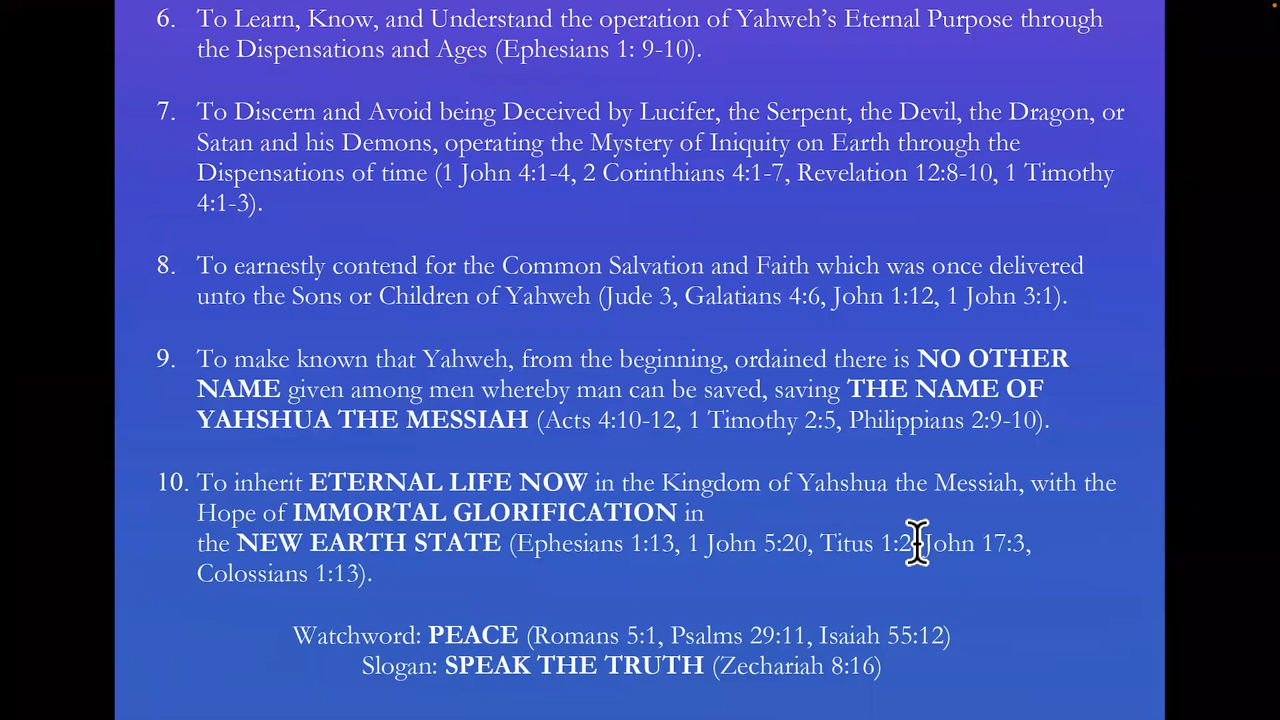 6. To Learn, Know, and Understand the operation of Yahweh’s Eternal Purpose through
the Dispensations and Ages (Ephesians 1: 9-10).
7. To Discern and Avoid being Deceived by Lucifer, the Serpent, the Devil, the Dragon, or
Satan and his Demons, operating the Mystery of Iniquity on Earth through the
Dispensations of time (1 John 4:1-4, 2 Corinthians 4:1-7, Revelation 12:8-10, 1 Timothy
4:1-3).
8. To earnestly contend for the Common Salvation and Faith which was once delivered
unto the Sons or Children of Yahweh (Jude 3, Galatians 4:6, John 1:12, 1 John 3:1).
9. To make known that Yahweh, from the beginning, ordained there is NO OTHER
NAME given among men whereby man can be saved, saving THE NAME OF
YAHSHUA THE MESSIAH (Acts 4:10-12, 1 Timothy 2:5, Philippians 2:9-10).
10. To inherit ETERNAL LIFE NOW in the Kingdom of Yahshua the Messiah, with the
Hope of IMMORTAL GLORIFICATION in
the NEW EARTH STATE (Ephesians 1:13, 1 John 5:20, Titus 1:2, John 17:3,
Colossians 1:13).
Watchword: PEACE (Romans 5:1, Psalms 29:11, Isaiah 55:12)
Slogan: SPEAK THE TRUTH (Zechariah 8:16)